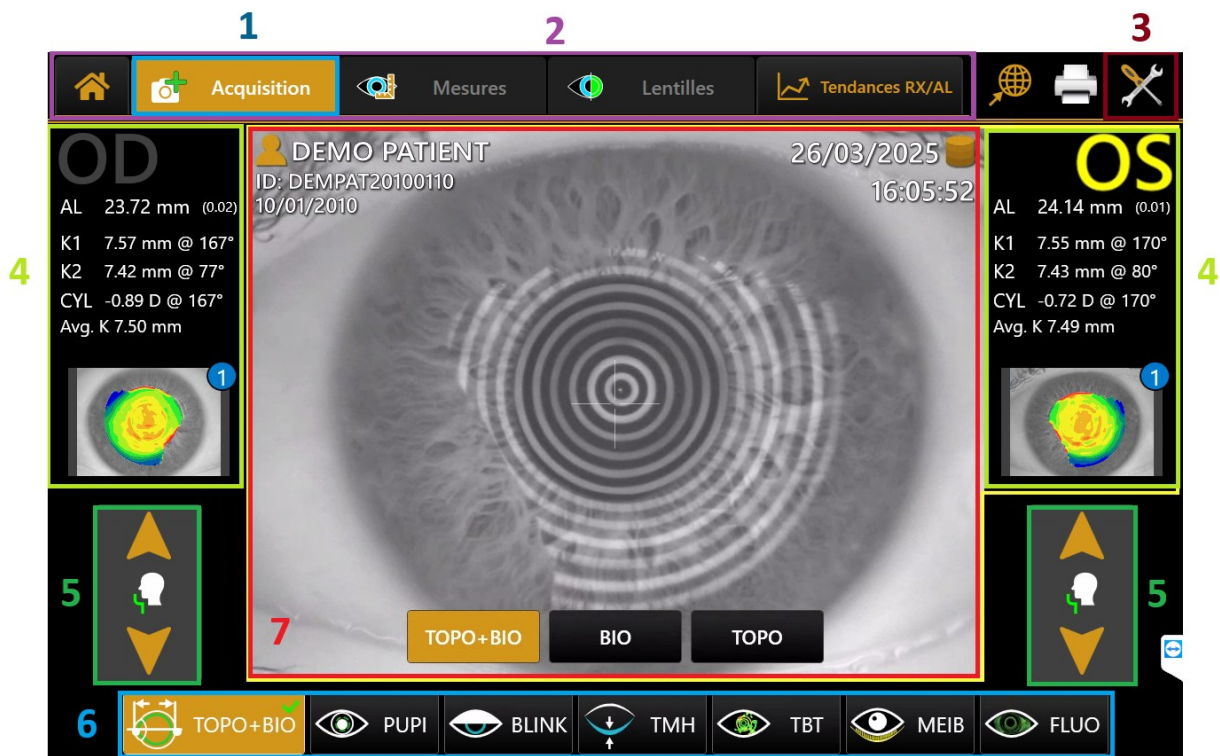 1
2
3
Acquisition
Mesures
Lentilles
Tendances RX/AL
OD
AL 23.72 mm (0.02)
K1 7.57 mm @ 167°
K2 7.42 mm @ 77°
CYL -0.89 D @ 167°
Avg. K 7.50 mm
1
4
DEMO PATIENT
ID: DEMPAT20100110
10/01/2010
26/03/2025
16:05:52
OS
AL 24.14 mm (0.01)
K1 7.55 mm @ 170°
K2 7.43 mm @ 80°
CYL -0.72 D @ 170°
Avg. K 7.49 mm
1
4
5
5
7
TOPO+BIO
BIO
TOPO
6
TOPO+BIO
PUPI
BLINK
TMH
TBT
MEIB
FLUO